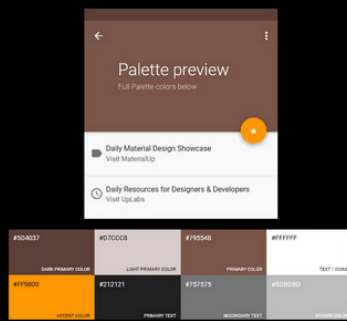 Palette preview
Full Palette colors below
Daily Material Design Showcase
Visit MaterialUp
Daily Resources for Designers & Developers
Visit UpLabs
#5D4037
#D7CCC8
#795548
#FFFFFF
DARK PRIMARY COLOR
LIGHT PRIMARY COLOR
PRIMARY COLOR
TEXT / ICONS
#FF9800
#212121
#757575
#BDBDBD
ACCENT COLOR
PRIMARY TEXT
SECONDARY TEXT
DIVIDER COLOR